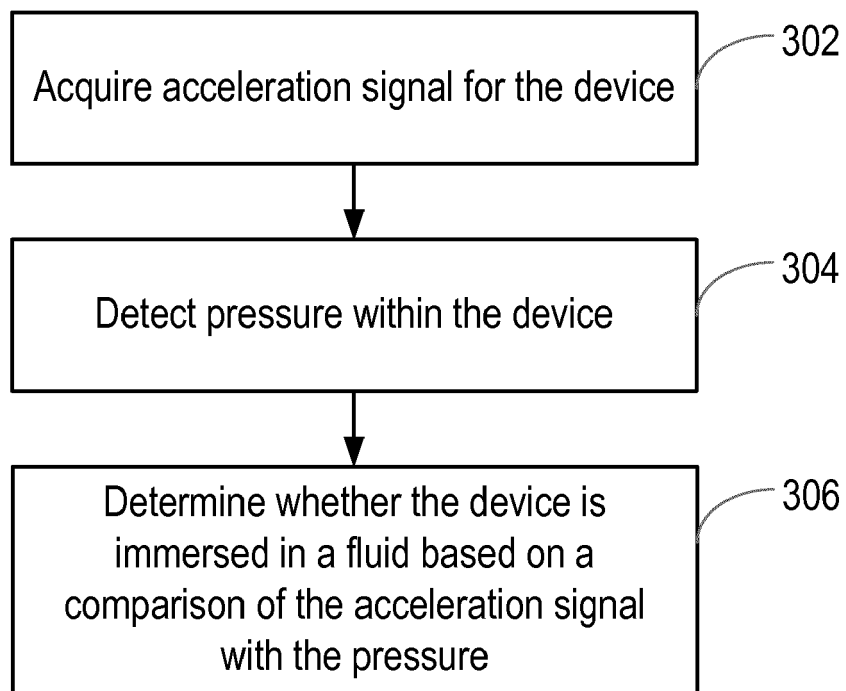 302
Acquire acceleration signal for the device
304
Detect pressure within the device
306
Determine whether the device is
immersed in a fluid based on a
comparison of the acceleration signal
with the pressure